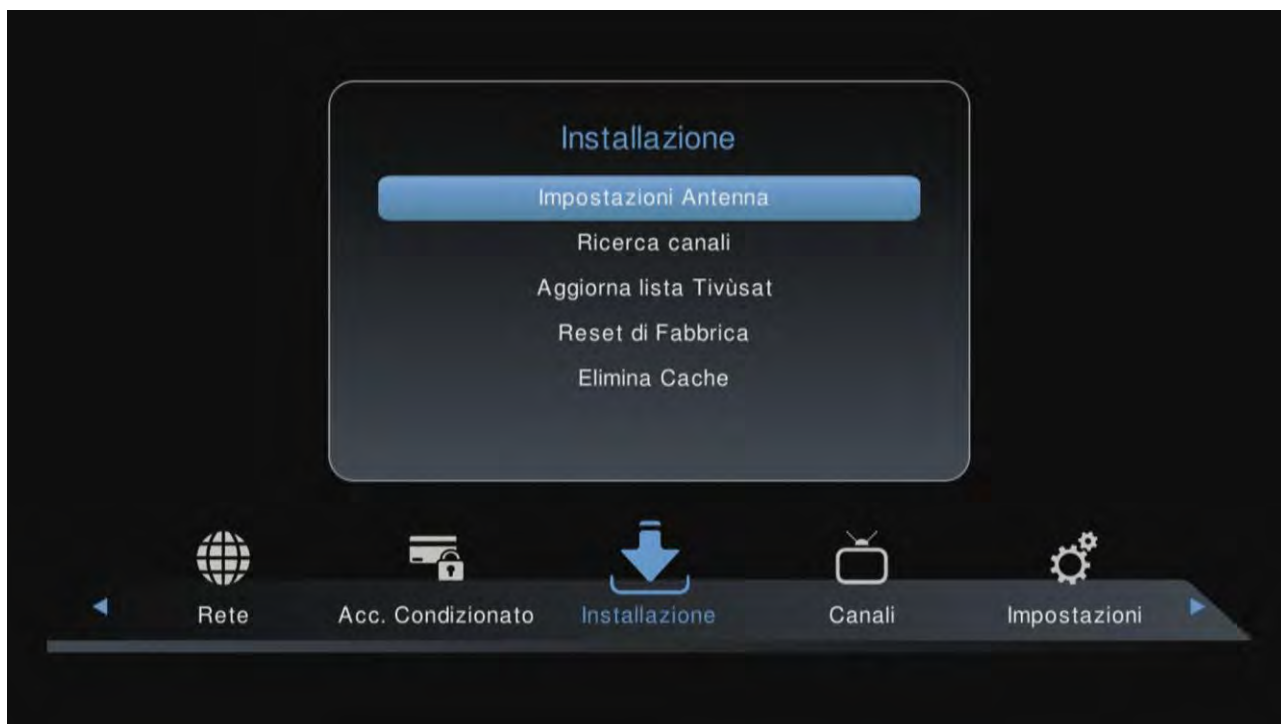 Installazione
Impostazioni Antenna
Ricerca canali
Aggiorna lista Tivùsat
Reset di Fabbrica
Elimina Cache
Rete Acc. Condizionato Installazione Canali Impostazioni